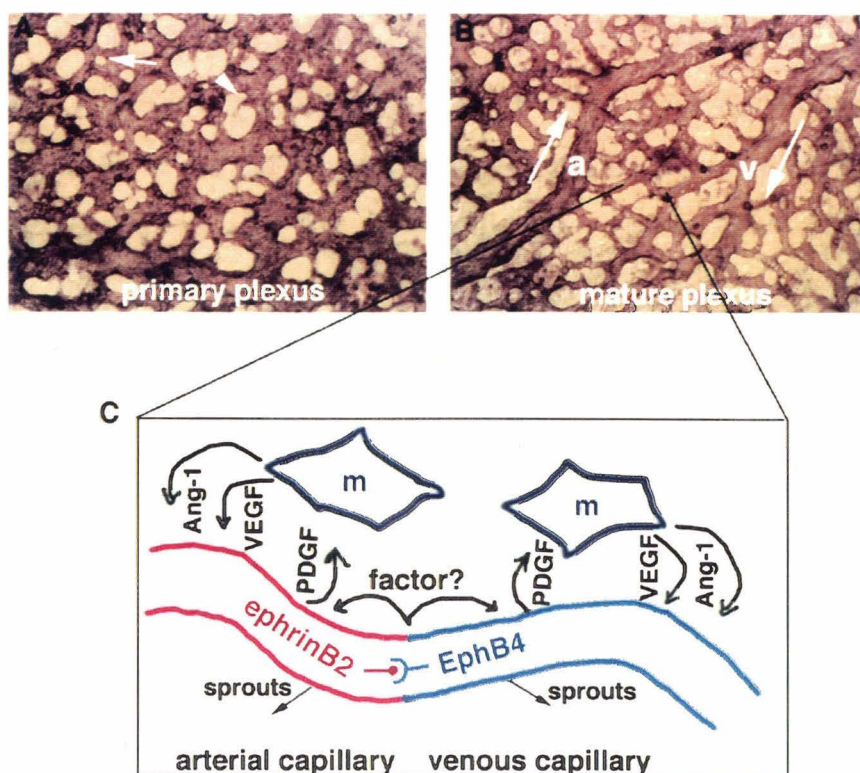 A
primary plexus
B
a
v
mature plexus
C
m
m
Ang-1
VEGF
PDGF
factor?
PDGF
VEGF
Ang-1
ephrinB2
EphB4
sprouts
sprouts
arterial capillary venous capillary